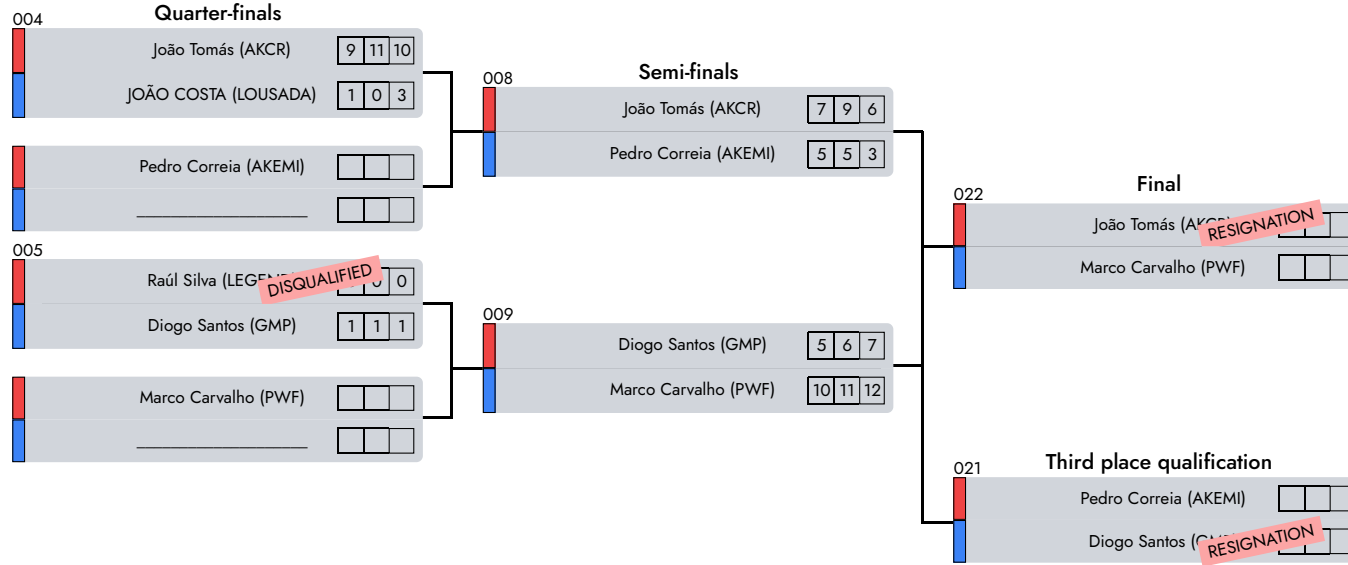 Quarter-finals
004
João Tomás (AKCR) 9 11 10
JOÃO COSTA (LOUSADA) 1 0 3
Pedro Correia (AKEMI)
____________________
005
Raúl Silva DISQUALIFIED 0
Diogo Santos (GMP) 1 1 1
Marco Carvalho (PWF)
____________________
Semi-finals
008
João Tomás (AKCR) 7 9 6
Pedro Correia (AKEMI) 5 5 3
009
Diogo Santos (GMP) 5 6 7
Marco Carvalho (PWF) 10 11 12
Final
022
João Tomás RESIGNATION
Marco Carvalho (PWF)
Third place qualification
021
Pedro Correia (AKEMI)
Diogo Santos RESIGNATION